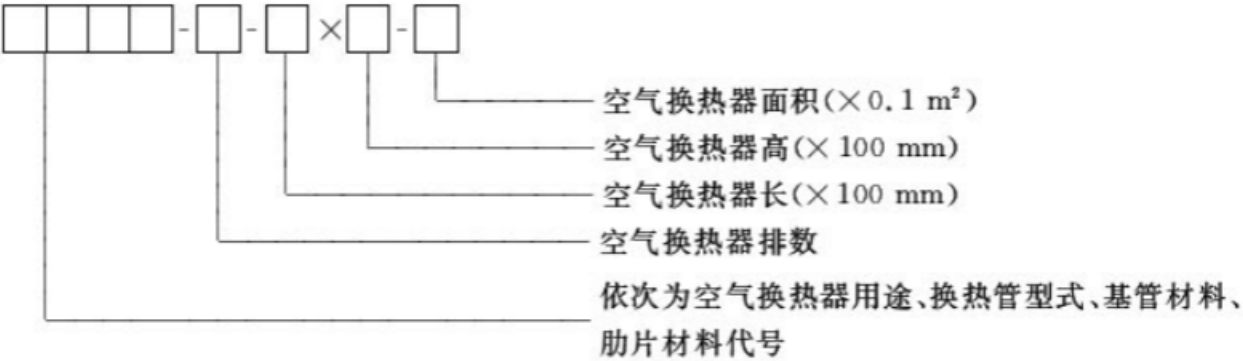 □□□□-□-□×□-□
空气换热器面积(×0.1 m²)
空气换热器高(×100 mm)
空气换热器长(×100 mm)
空气换热器排数
依次为空气换热器用途、换热管型式、基管材料、
肋片材料代号